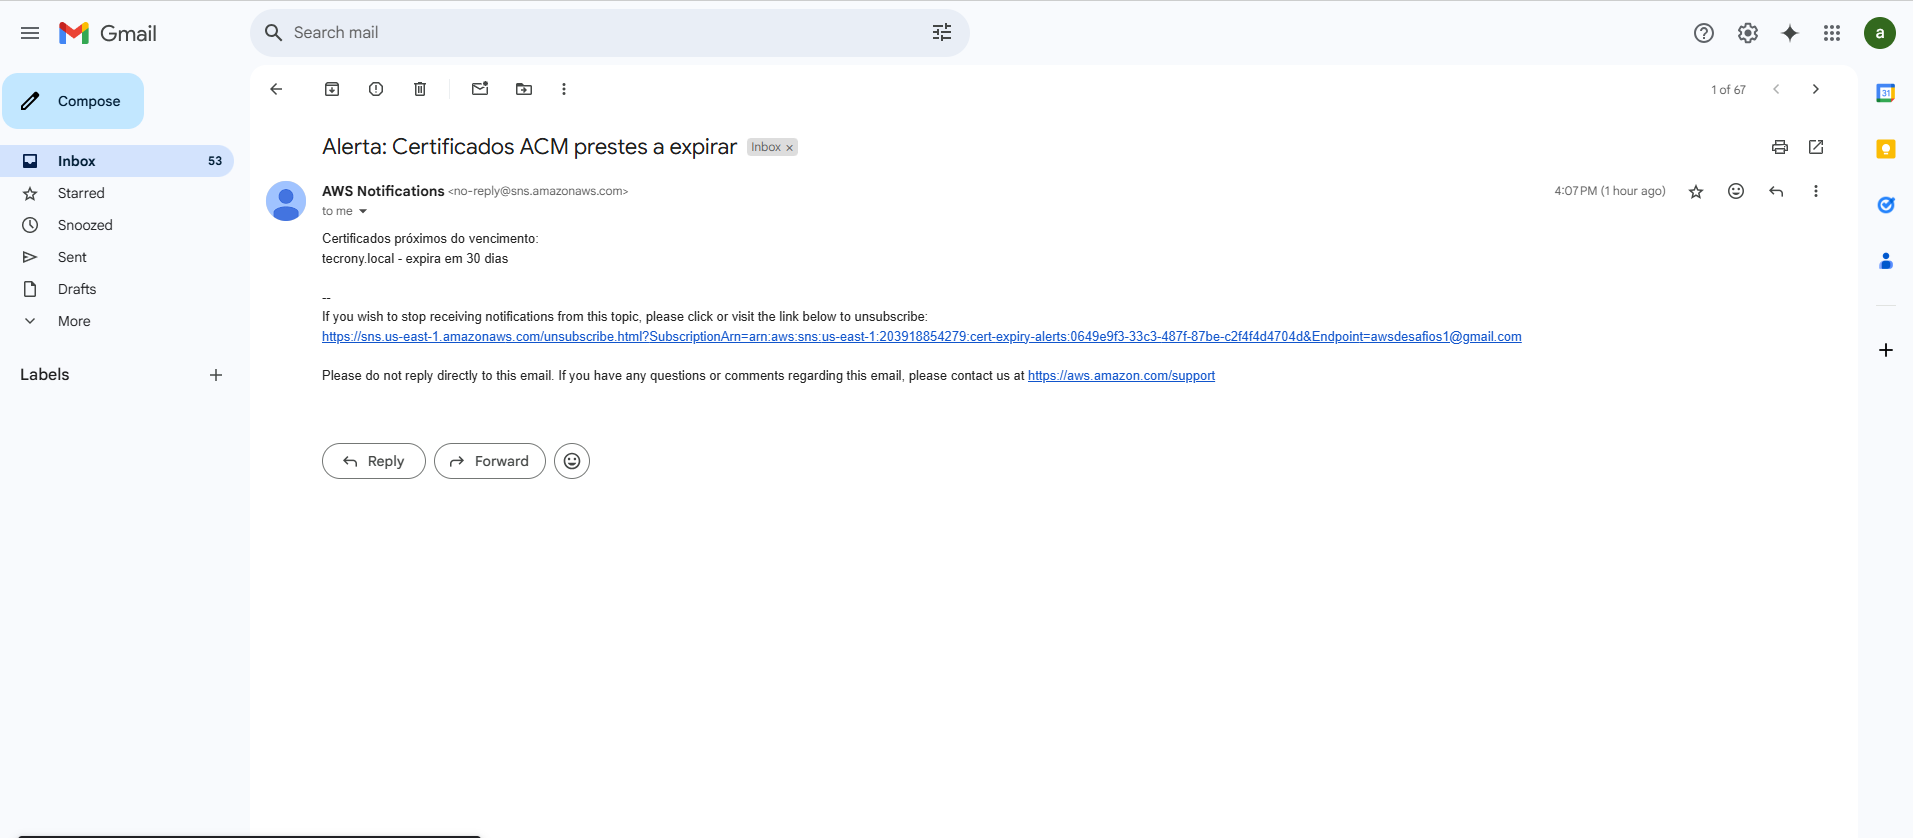 Gmail
Search mail
a
Compose
1 of 67
Inbox 53
Starred
Snoozed
Sent
Drafts
More
Labels
Alerta: Certificados ACM prestes a expirar Inbox ×
AWS Notifications <no-reply@sns.amazonaws.com>
4:07 PM (1 hour ago)
to me
Certificados próximos do vencimento:
tecrony.local - expira em 30 dias
--
If you wish to stop receiving notifications from this topic, please click or visit the link below to unsubscribe:
https://sns.us-east-1.amazonaws.com/unsubscribe.html?SubscriptionArn=arn:aws:sns:us-east-1:203918854279:cert-expiry-alerts:0649e9f3-33c3-487f-87be-c2f4f4d4704d&Endpoint=awsdesafios1@gmail.com
Please do not reply directly to this email. If you have any questions or comments regarding this email, please contact us at https://aws.amazon.com/support
Reply
Forward
31